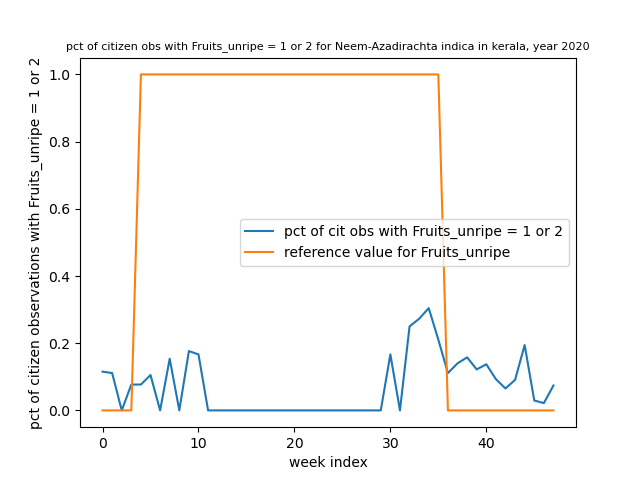 pct of citizen obs with Fruits_unripe = 1 or 2 for Neem-Azadirachta indica in kerala, year 2020
pct of citizen observations with Fruits_unripe = 1 or 2
1.0
0.8
0.6
0.4
0.2
0.0
pct of cit obs with Fruits_unripe = 1 or 2
reference value for Fruits_unripe
0 10 20 30 40
week index